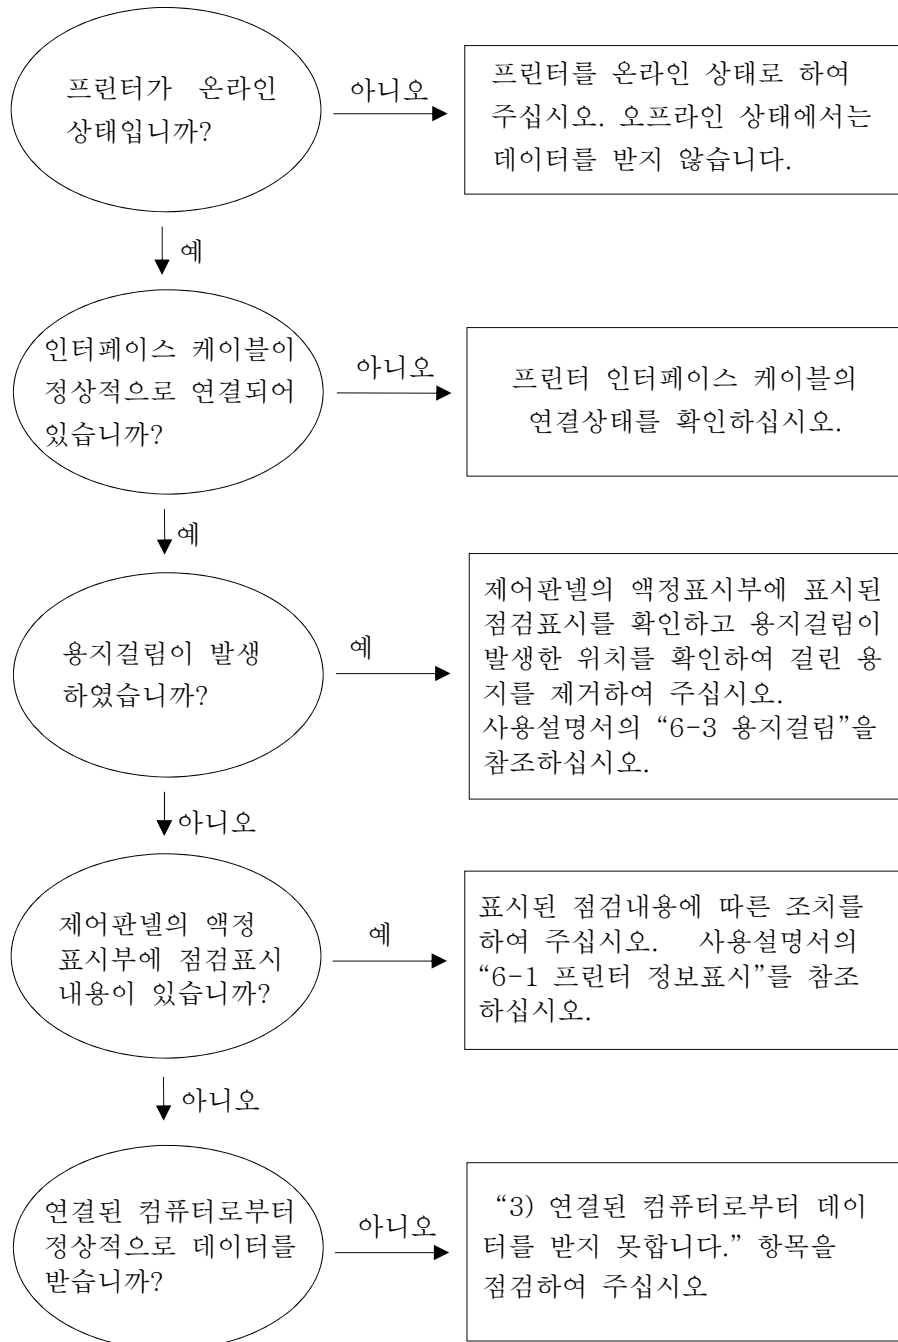 프린터가 온라인
상태입니까?
아니오
프린터를 온라인 상태로 하여
주십시오. 오프라인 상태에서는
데이터를 받지 않습니다.
예
인터페이스 케이블이
정상적으로 연결되어
있습니까?
아니오
프린터 인터페이스 케이블의
연결상태를 확인하십시오.
예
용지걸림이 발생
하였습니까?
예
제어판넬의 액정표시부에 표시된
점검표시를 확인하고 용지걸림이
발생한 위치를 확인하여 걸린 용
지를 제거하여 주십시오.
사용설명서의 “6-3 용지걸림”을
참조하십시오.
아니오
제어판넬의 액정
표시부에 점검표시
내용이 있습니까?
예
표시된 점검내용에 따른 조치를
하여 주십시오. 사용설명서의
“6-1 프린터 정보표시”를 참조
하십시오.
아니오
연결된 컴퓨터로부터
정상적으로 데이터를
받습니까?
아니오
“3) 연결된 컴퓨터로부터 데이
터를 받지 못합니다.” 항목을
점검하여 주십시오